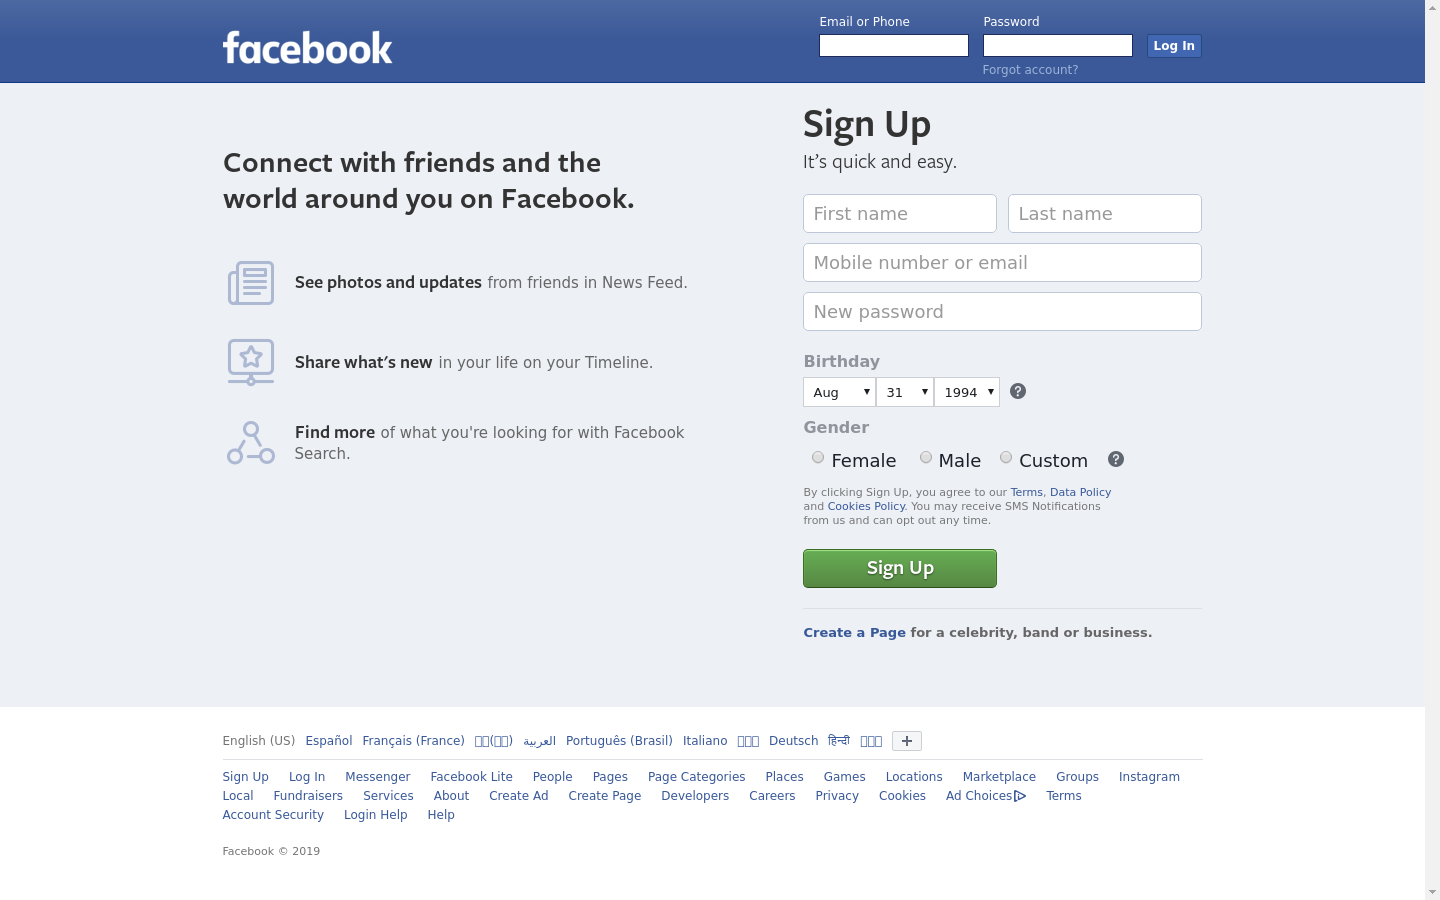 facebook
Email or Phone
Password
Log In
Forgot account?
Connect with friends and the
world around you on Facebook.
See photos and updates from friends in News Feed.
Share what's new in your life on your Timeline.
Find more of what you're looking for with Facebook
Search.
Sign Up
It's quick and easy.
First name
Last name
Mobile number or email
New password
Birthday
Aug 31 1994
Gender
Female Male Custom
By clicking Sign Up, you agree to our Terms, Data Policy
and Cookies Policy. You may receive SMS Notifications
from us and can opt out any time.
Sign Up
Create a Page for a celebrity, band or business.
English (US) Español Français (France) العربية Português (Brasil) Italiano Deutsch हिन्दी
Sign Up Log In Messenger Facebook Lite People Pages Page Categories Places Games Locations Marketplace Groups Instagram
Local Fundraisers Services About Create Ad Create Page Developers Careers Privacy Cookies Ad Choices Terms
Account Security Login Help Help
Facebook © 2019